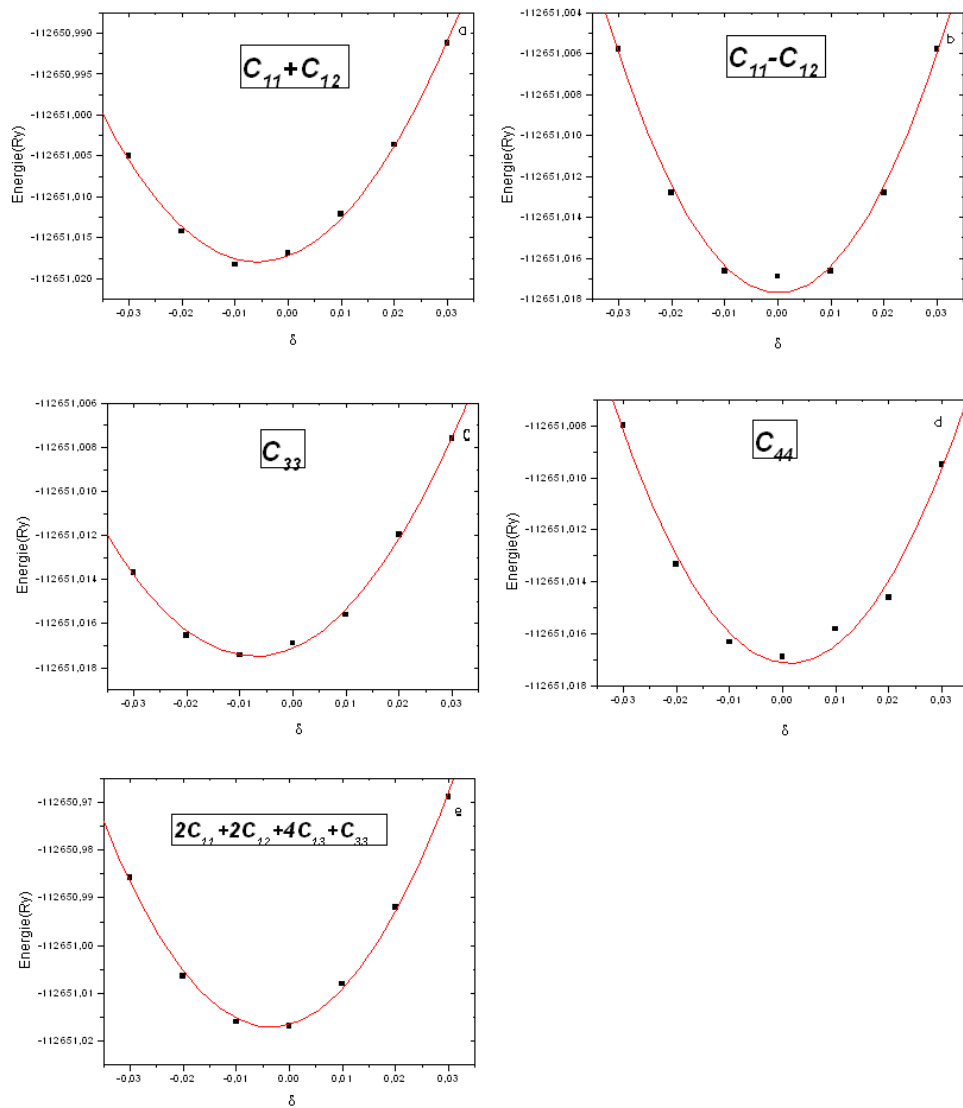 a
C₁₁+C₁₂
Energie(Ry)
-112650,990
-112650,995
-112651,000
-112651,005
-112651,010
-112651,015
-112651,020
-0,03 -0,02 -0,01 0,00 0,01 0,02 0,03
δ
b
C₁₁-C₁₂
Energie(Ry)
-112651,004
-112651,006
-112651,008
-112651,010
-112651,012
-112651,014
-112651,016
-112651,018
-0,03 -0,02 -0,01 0,00 0,01 0,02 0,03
δ
c
C₃₃
Energie(Ry)
-112651,006
-112651,008
-112651,010
-112651,012
-112651,014
-112651,016
-112651,018
-0,03 -0,02 -0,01 0,00 0,01 0,02 0,03
δ
d
C₄₄
Energie(Ry)
-112651,008
-112651,010
-112651,012
-112651,014
-112651,016
-112651,018
-0,03 -0,02 -0,01 0,00 0,01 0,02 0,03
δ
e
2C₁₁+2C₁₂+4C₁₃+C₃₃
Energie(Ry)
-112650,97
-112650,98
-112650,99
-112651,00
-112651,01
-112651,02
-0,03 -0,02 -0,01 0,00 0,01 0,02 0,03
δ